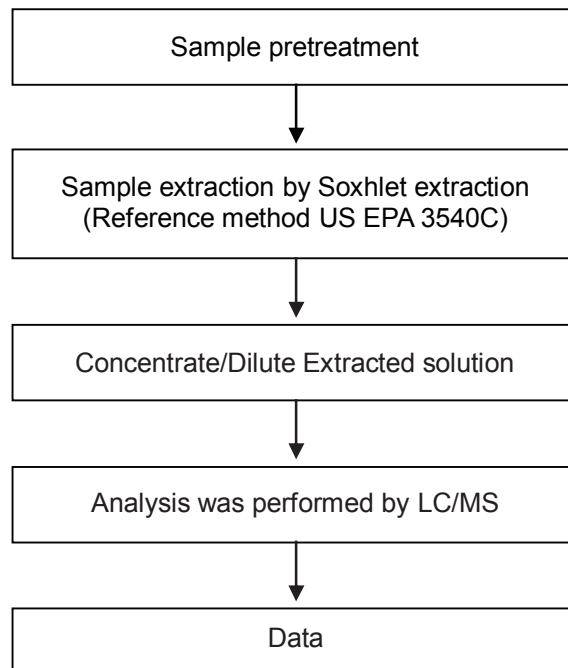 Sample pretreatment
Sample extraction by Soxhlet extraction
(Reference method US EPA 3540C)
Concentrate/Dilute Extracted solution
Analysis was performed by LC/MS
Data